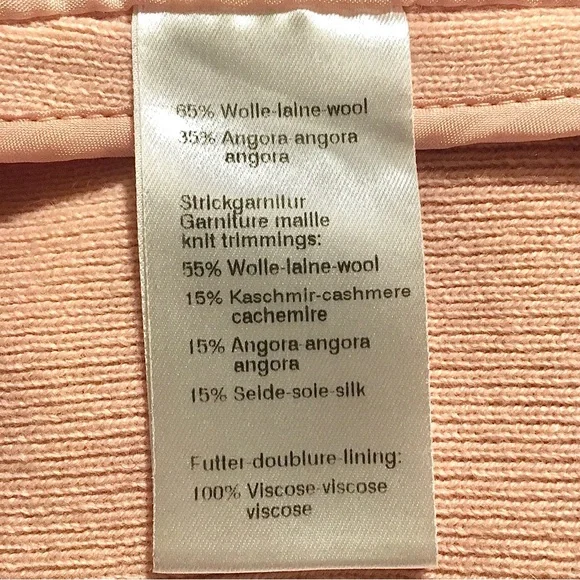 65% Wolle-laine-wool
35% Angora-angora
angora
Strickgarnitur
Garniture maille
knit trimmings:
55% Wolle-laine-wool
15% Kaschmir-cashmere
cachemire
15% Angora-angora
angora
15% Seide-soie-silk
Futter-doublure-lining:
100% Viscose-viscose
viscose